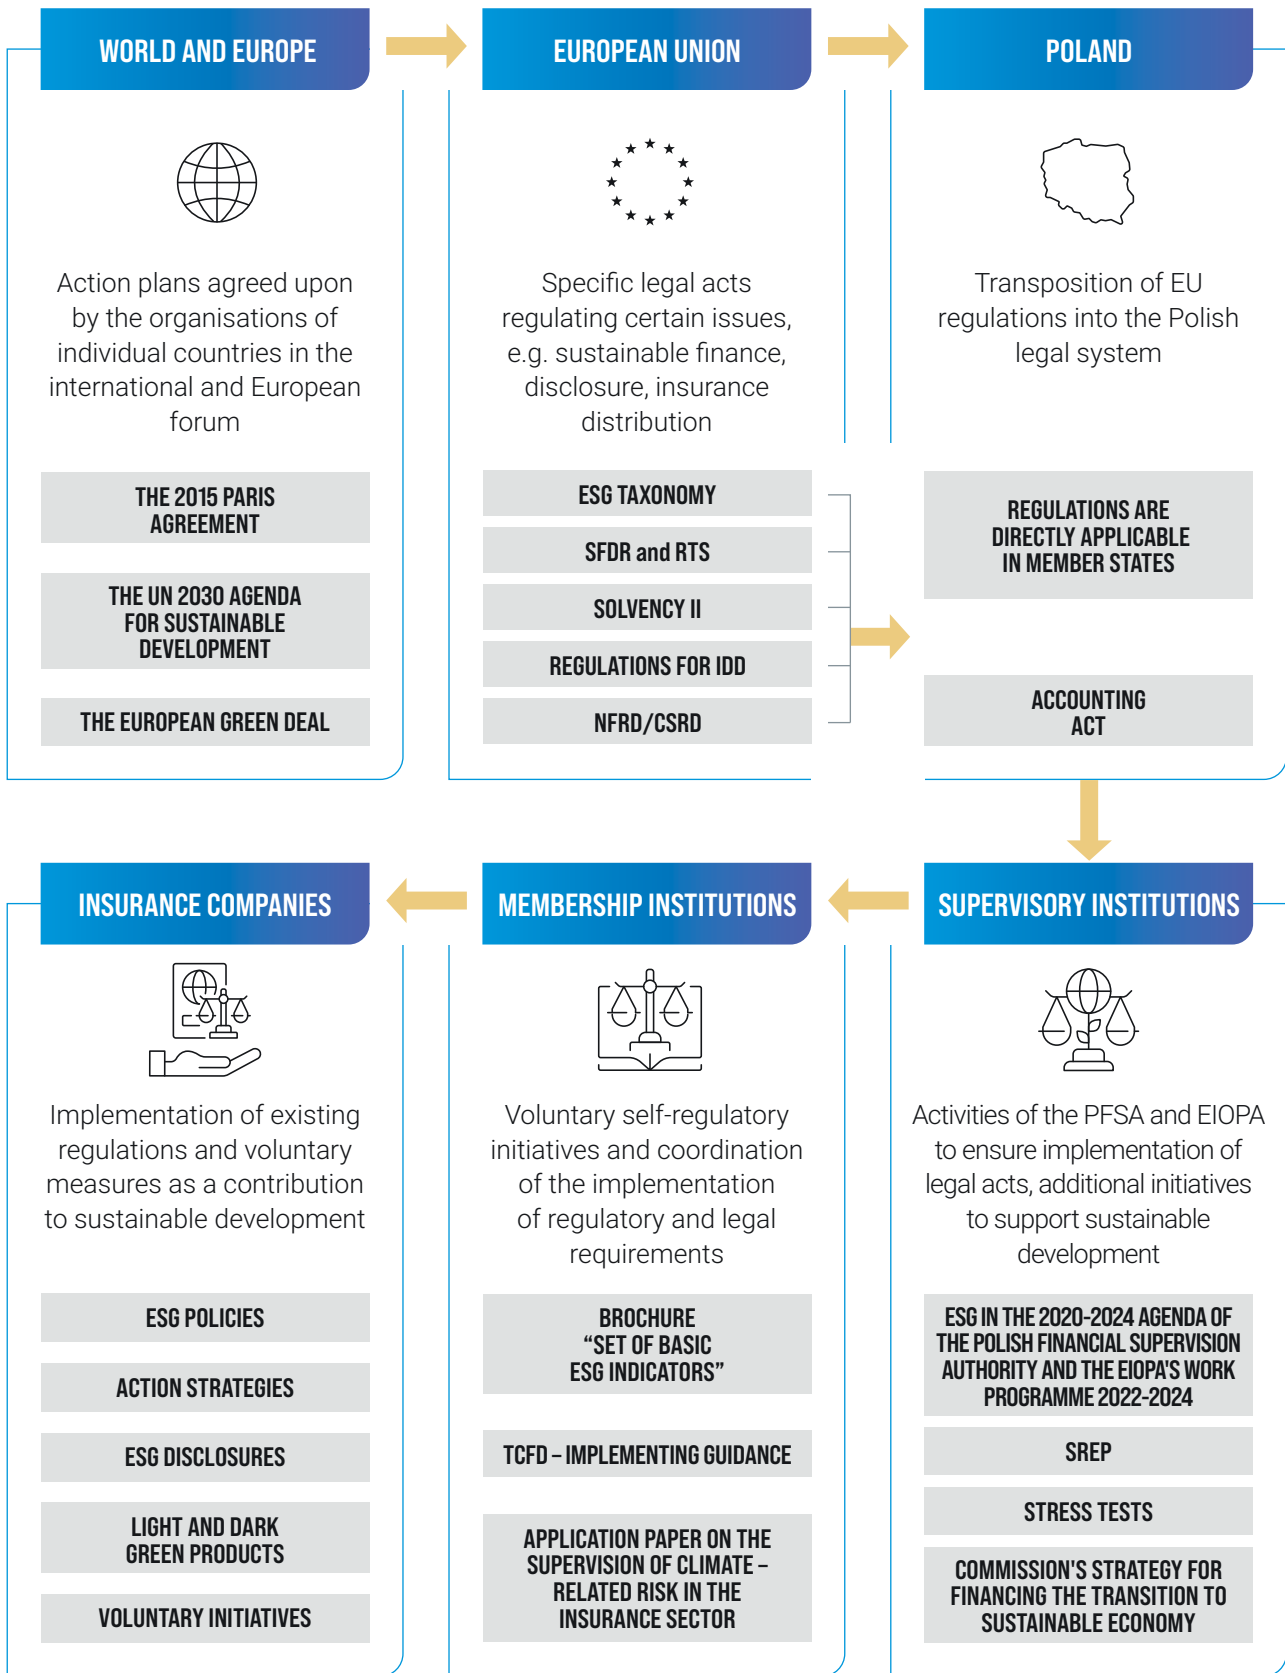 WORLD AND EUROPE
Action plans agreed upon
by the organisations of
individual countries in the
international and European
forum
THE 2015 PARIS
AGREEMENT
THE UN 2030 AGENDA
FOR SUSTAINABLE
DEVELOPMENT
THE EUROPEAN GREEN DEAL
EUROPEAN UNION
Specific legal acts
regulating certain issues,
e.g. sustainable finance,
disclosure, insurance
distribution
ESG TAXONOMY
SFDR and RTS
SOLVENCY II
REGULATIONS FOR IDD
NFRD/CSRD
POLAND
Transposition of EU
regulations into the Polish
legal system
REGULATIONS ARE
DIRECTLY APPLICABLE
IN MEMBER STATES
ACCOUNTING
ACT
INSURANCE COMPANIES
Implementation of existing
regulations and voluntary
measures as a contribution
to sustainable development
ESG POLICIES
ACTION STRATEGIES
ESG DISCLOSURES
LIGHT AND DARK
GREEN PRODUCTS
VOLUNTARY INITIATIVES
MEMBERSHIP INSTITUTIONS
Voluntary self-regulatory
initiatives and coordination
of the implementation
of regulatory and legal
requirements
BROCHURE
“SET OF BASIC
ESG INDICATORS”
TCFD – IMPLEMENTING GUIDANCE
APPLICATION PAPER ON THE
SUPERVISION OF CLIMATE –
RELATED RISK IN THE
INSURANCE SECTOR
SUPERVISORY INSTITUTIONS
Activities of the PFSA and EIOPA
to ensure implementation of
legal acts, additional initiatives
to support sustainable
development
ESG IN THE 2020-2024 AGENDA OF
THE POLISH FINANCIAL SUPERVISION
AUTHORITY AND THE EIOPA'S WORK
PROGRAMME 2022-2024
SREP
STRESS TESTS
COMMISSION'S STRATEGY FOR
FINANCING THE TRANSITION TO
SUSTAINABLE ECONOMY